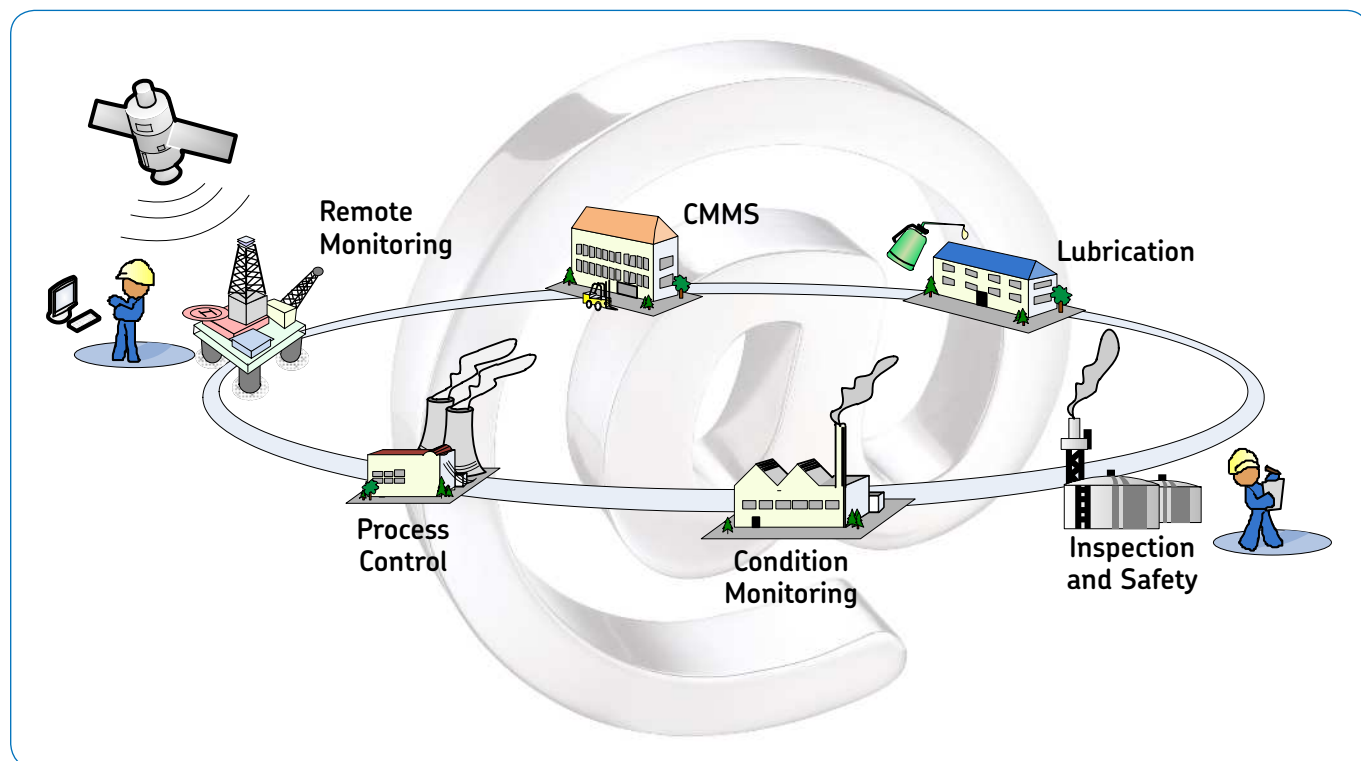 Remote
Monitoring
CMMS
Lubrication
Process
Control
Condition
Monitoring
Inspection
and Safety